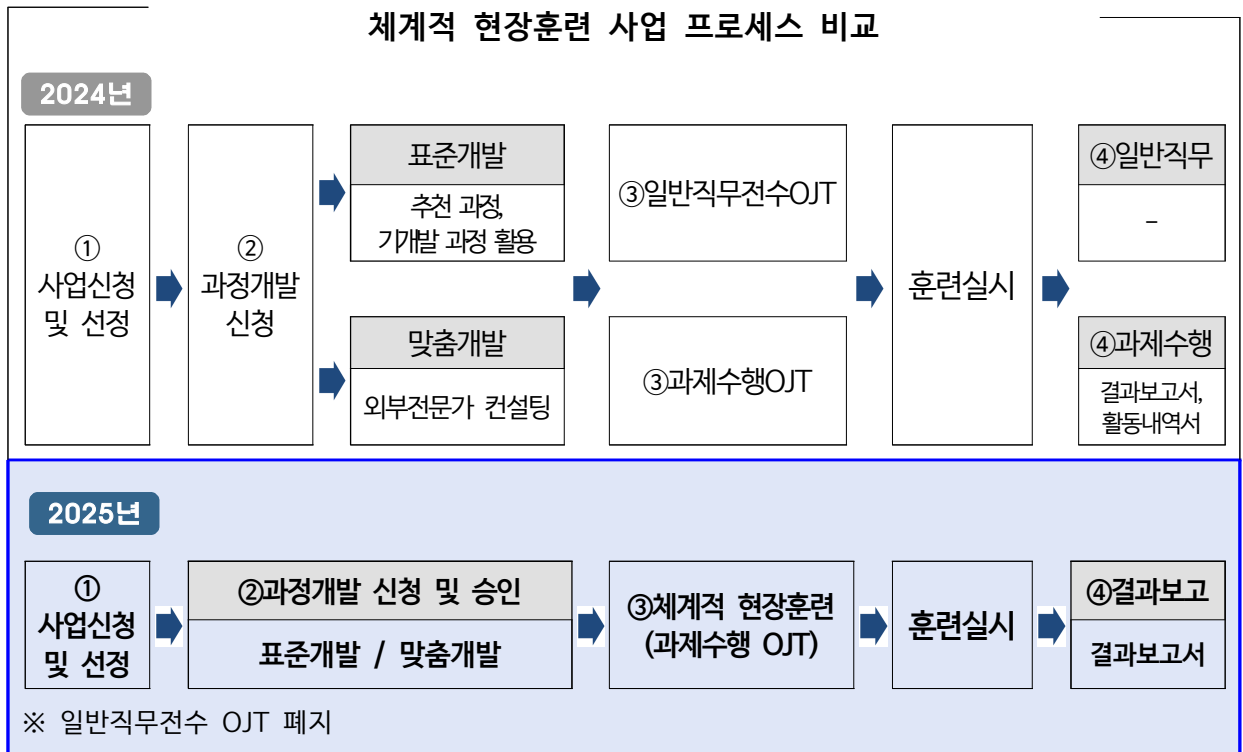 체계적 현장훈련 사업 프로세스 비교
2024년
①
사업신청
및 선정
②
과정개발
신청
표준개발
추천 과정,
기개발 과정 활용
맞춤개발
외부전문가 컨설팅
③일반직무전수OJT
③과제수행OJT
훈련실시
④일반직무
-
④과제수행
결과보고서,
활동내역서
2025년
①
사업신청
및 선정
②과정개발 신청 및 승인
표준개발 / 맞춤개발
③체계적 현장훈련
(과제수행 OJT)
훈련실시
④결과보고
결과보고서
※ 일반직무전수 OJT 폐지